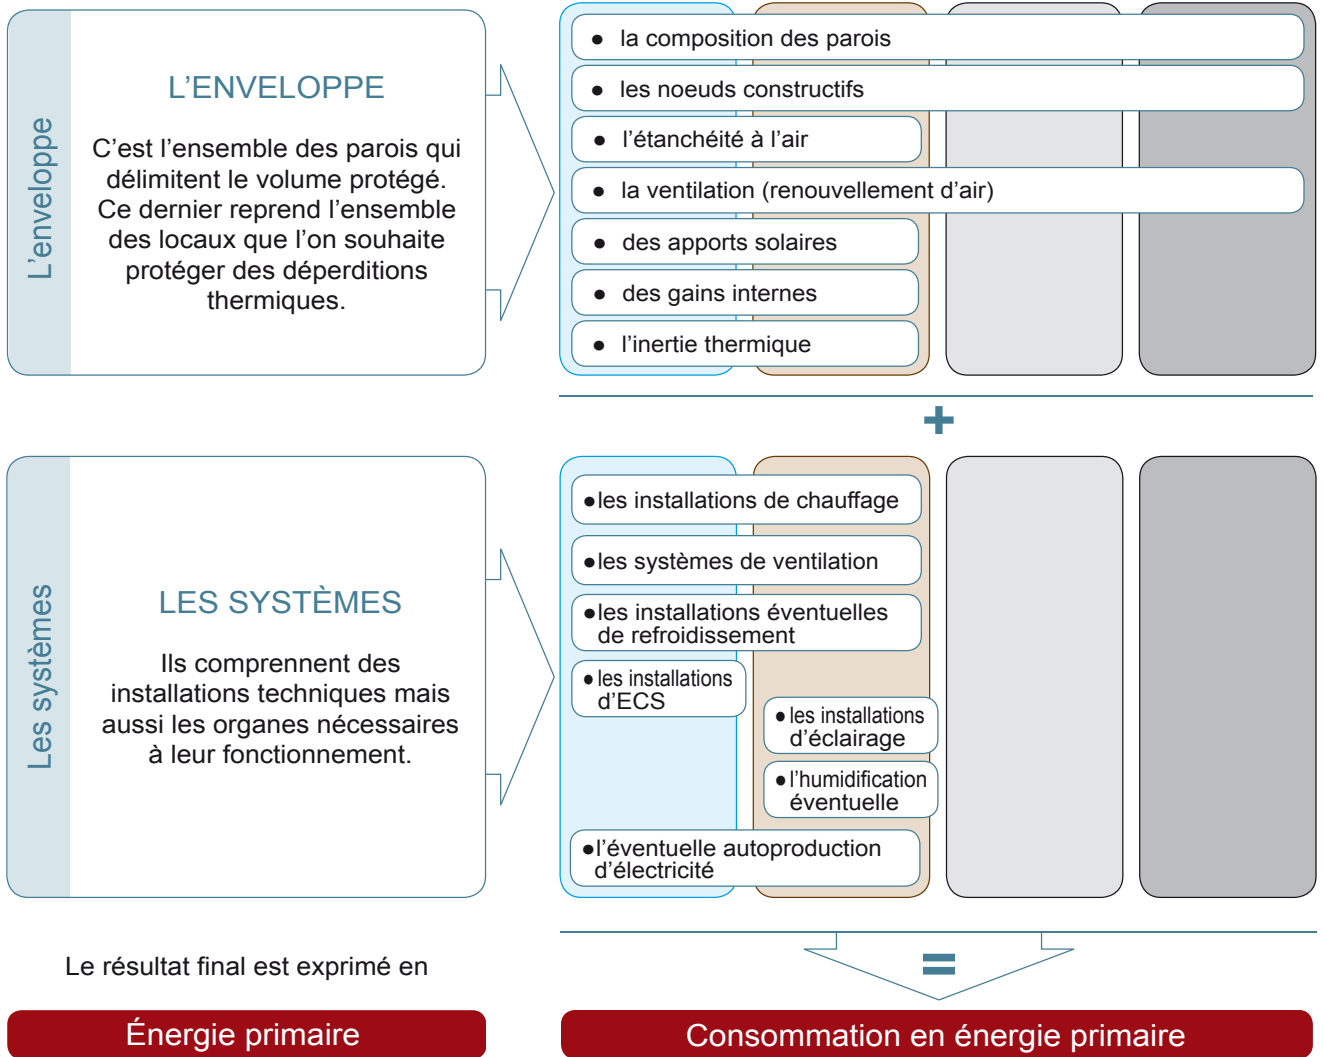 L'enveloppe
L'ENVELOPPE
C'est l'ensemble des parois qui
délimitent le volume protégé.
Ce dernier reprend l'ensemble
des locaux que l'on souhaite
protéger des déperditions
thermiques.
● la composition des parois
● les noeuds constructifs
● l'étanchéité à l'air
● la ventilation (renouvellement d'air)
● des apports solaires
● des gains internes
● l'inertie thermique
+
Les systèmes
LES SYSTÈMES
Ils comprennent des
installations techniques mais
aussi les organes nécessaires
à leur fonctionnement.
●les installations de chauffage
●les systèmes de ventilation
●les installations éventuelles
de refroidissement
● les installations
d'ECS
● les installations
d'éclairage
● l'humidification
éventuelle
●l'éventuelle autoproduction
d'électricité
=
Le résultat final est exprimé en
Énergie primaire
Consommation en énergie primaire